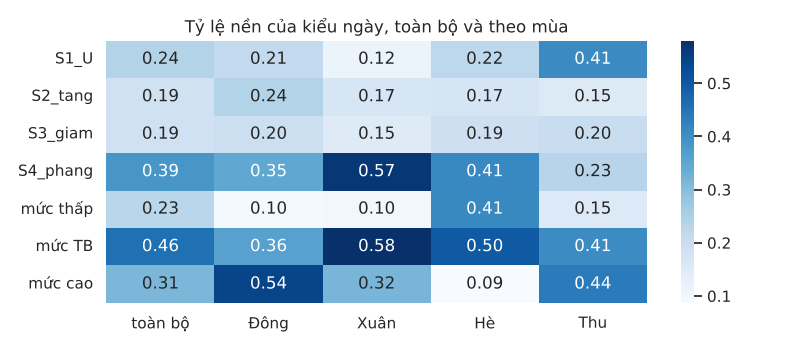 Tỷ lệ nền của kiểu ngày, toàn bộ và theo mùa
S1_U 0.24 0.21 0.12 0.22 0.41
S2_tang 0.19 0.24 0.17 0.17 0.15
S3_giam 0.19 0.20 0.15 0.19 0.20
S4_phang 0.39 0.35 0.57 0.41 0.23
mức thấp 0.23 0.10 0.10 0.41 0.15
mức TB 0.46 0.36 0.58 0.50 0.41
mức cao 0.31 0.54 0.32 0.09 0.44
toàn bộ Đông Xuân Hè Thu
0.5
0.4
0.3
0.2
0.1